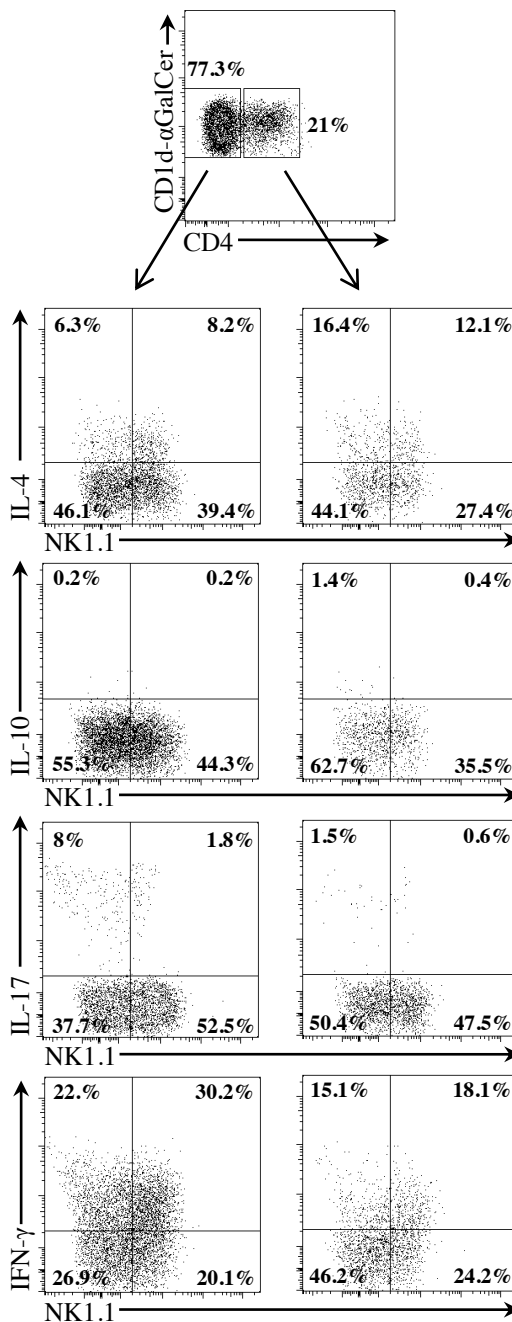 CD1d-αGalCer
77.3%
21%
CD4
IL-4
6.3% 8.2%
46.1% 39.4%
16.4% 12.1%
44.1% 27.4%
NK1.1
IL-10
0.2% 0.2%
55.3% 44.3%
1.4% 0.4%
62.7% 35.5%
NK1.1
IL-17
8% 1.8%
37.7% 52.5%
1.5% 0.6%
50.4% 47.5%
NK1.1
IFN-γ
22.% 30.2%
26.9% 20.1%
15.1% 18.1%
46.2% 24.2%
NK1.1